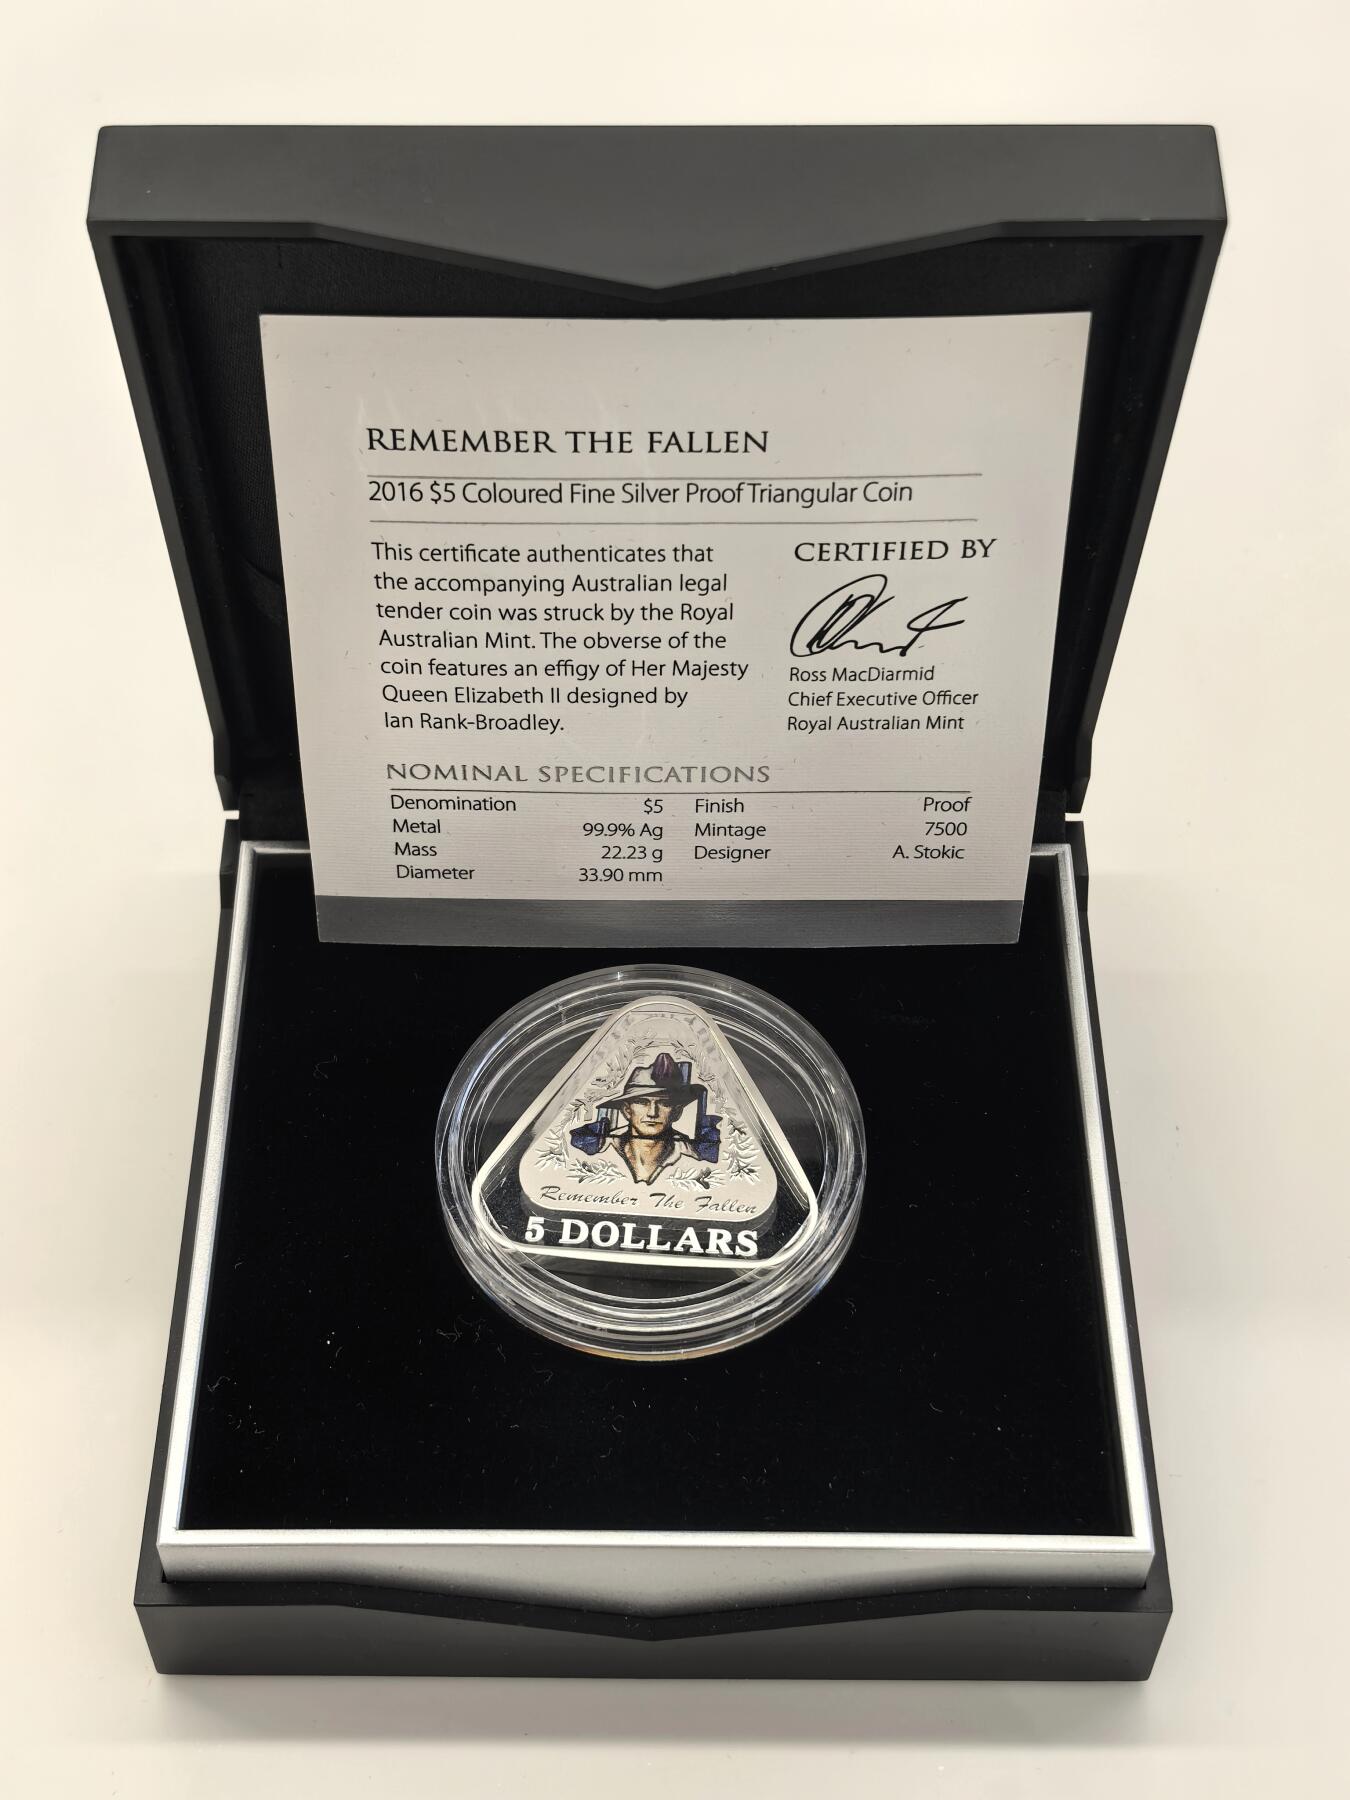 REMEMBER THE FALLEN
2016 $5 Coloured Fine Silver Proof Triangular Coin
This certificate authenticates that
the accompanying Australian legal
tender coin was struck by the Royal
Australian Mint. The obverse of the
coin features an effigy of Her Majesty
Queen Elizabeth II designed by
Ian Rank-Broadley.
CERTIFIED BY
Ross MacDiarmid
Chief Executive Officer
Royal Australian Mint
NOMINAL SPECIFICATIONS
Denomination $5 Finish Proof
Metal 99.9% Ag Mintage 7500
Mass 22.23 g Designer A. Stokic
Diameter 33.90 mm
Remember The Fallen
5 DOLLARS